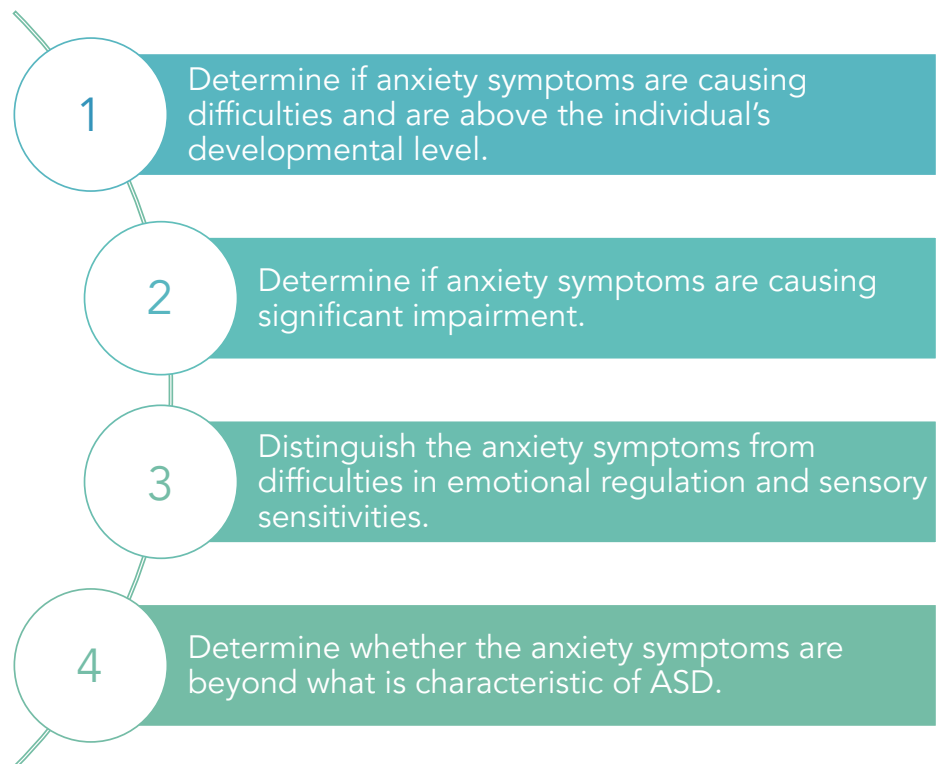 1
Determine if anxiety symptoms are causing
difficulties and are above the individual’s
developmental level.
2
Determine if anxiety symptoms are causing
significant impairment.
3
Distinguish the anxiety symptoms from
difficulties in emotional regulation and sensory
sensitivities.
4
Determine whether the anxiety symptoms are
beyond what is characteristic of ASD.